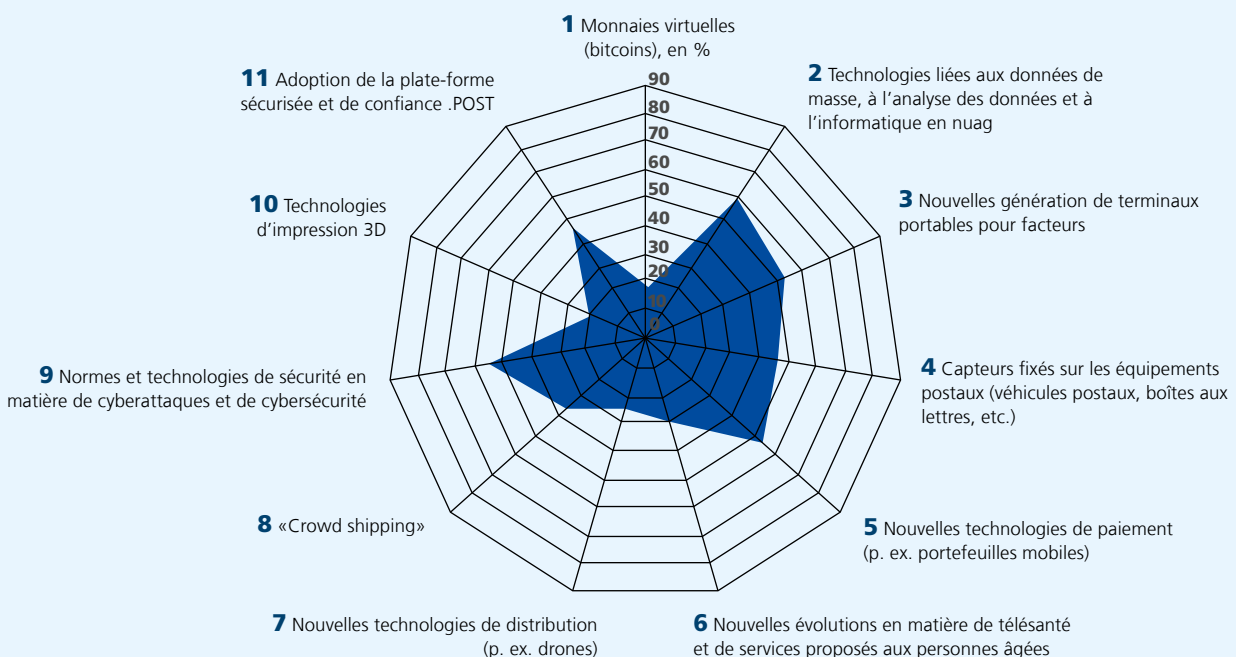 1 Monnaies virtuelles
(bitcoins), en %
2 Technologies liées aux données de
masse, à l'analyse des données et à
l'informatique en nuag
3 Nouvelles génération de terminaux
portables pour facteurs
4 Capteurs fixés sur les équipements
postaux (véhicules postaux, boîtes aux
lettres, etc.)
5 Nouvelles technologies de paiement
(p. ex. portefeuilles mobiles)
6 Nouvelles évolutions en matière de télésanté
et de services proposés aux personnes âgées
7 Nouvelles technologies de distribution
(p. ex. drones)
8 «Crowd shipping»
9 Normes et technologies de sécurité en
matière de cyberattaques et de cybersécurité
10 Technologies
d'impression 3D
11 Adoption de la plate-forme
sécurisée et de confiance .POST
90
80
70
60
50
40
30
20
10
0